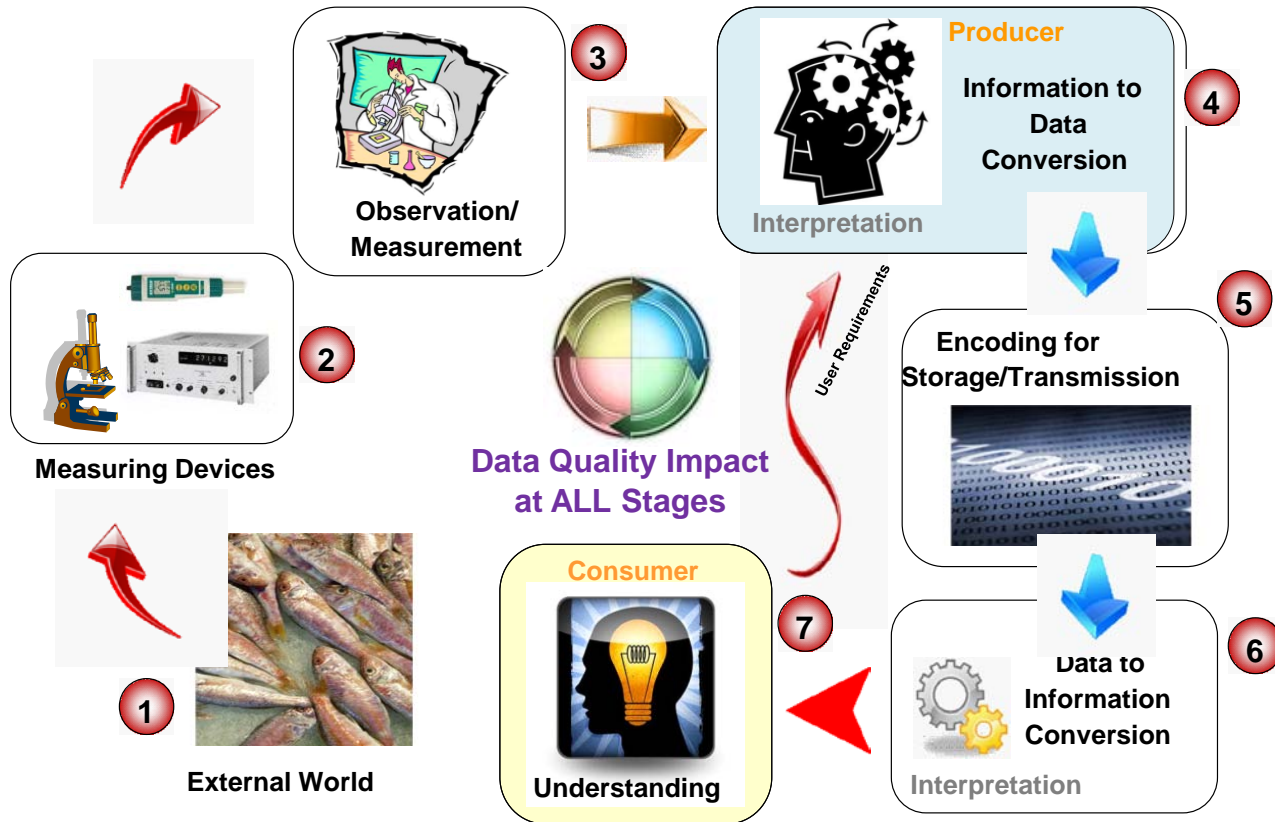 1
External World
2
Measuring Devices
3
Observation/
Measurement
4
Producer
Information to
Data
Conversion
Interpretation
5
Encoding for
Storage/Transmission
6
Data to
Information
Conversion
Interpretation
7
Consumer
Understanding
User Requirements
Data Quality Impact
at ALL Stages